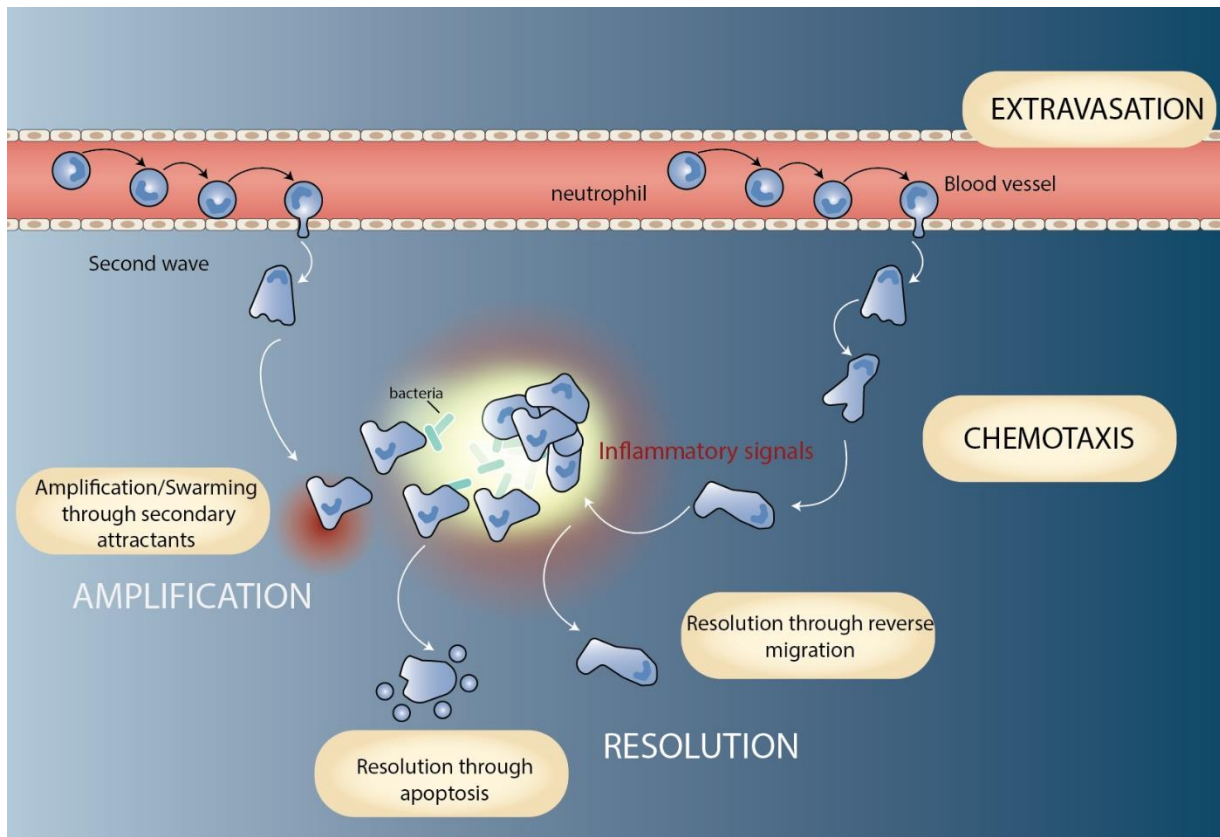 EXTRAVASATION
neutrophil
Blood vessel
Second wave
bacteria
Inflammatory signals
CHEMOTAXIS
Amplification/Swarming
through secondary
attractants
AMPLIFICATION
Resolution through reverse
migration
RESOLUTION
Resolution through
apoptosis